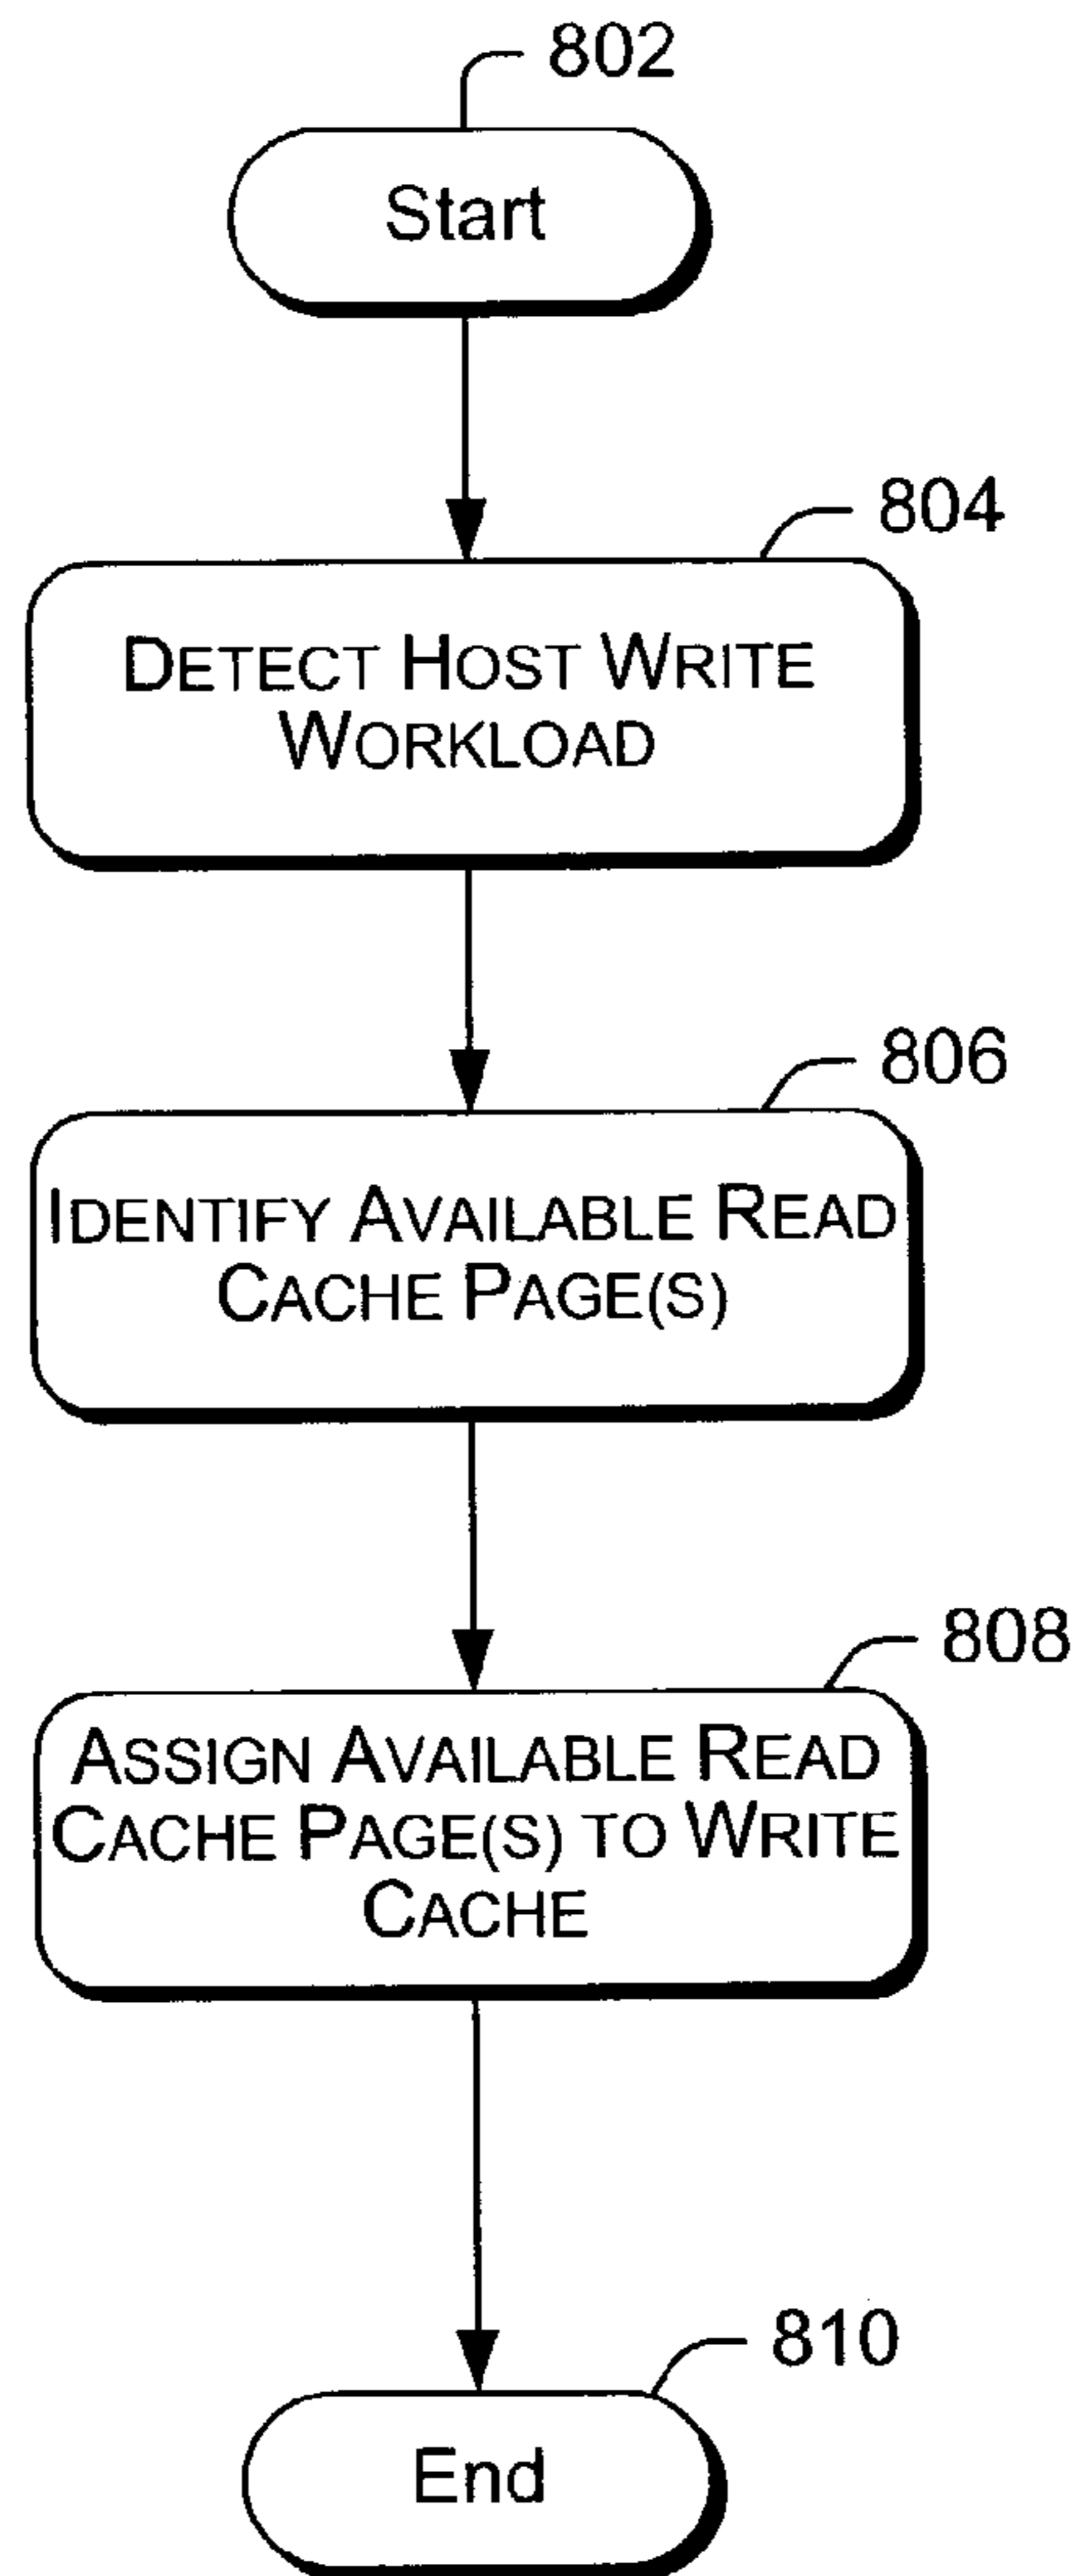 802
Start
804
DETECT HOST WRITE
WORKLOAD
806
IDENTIFY AVAILABLE READ
CACHE PAGE(S)
808
ASSIGN AVAILABLE READ
CACHE PAGE(S) TO WRITE
CACHE
810
End